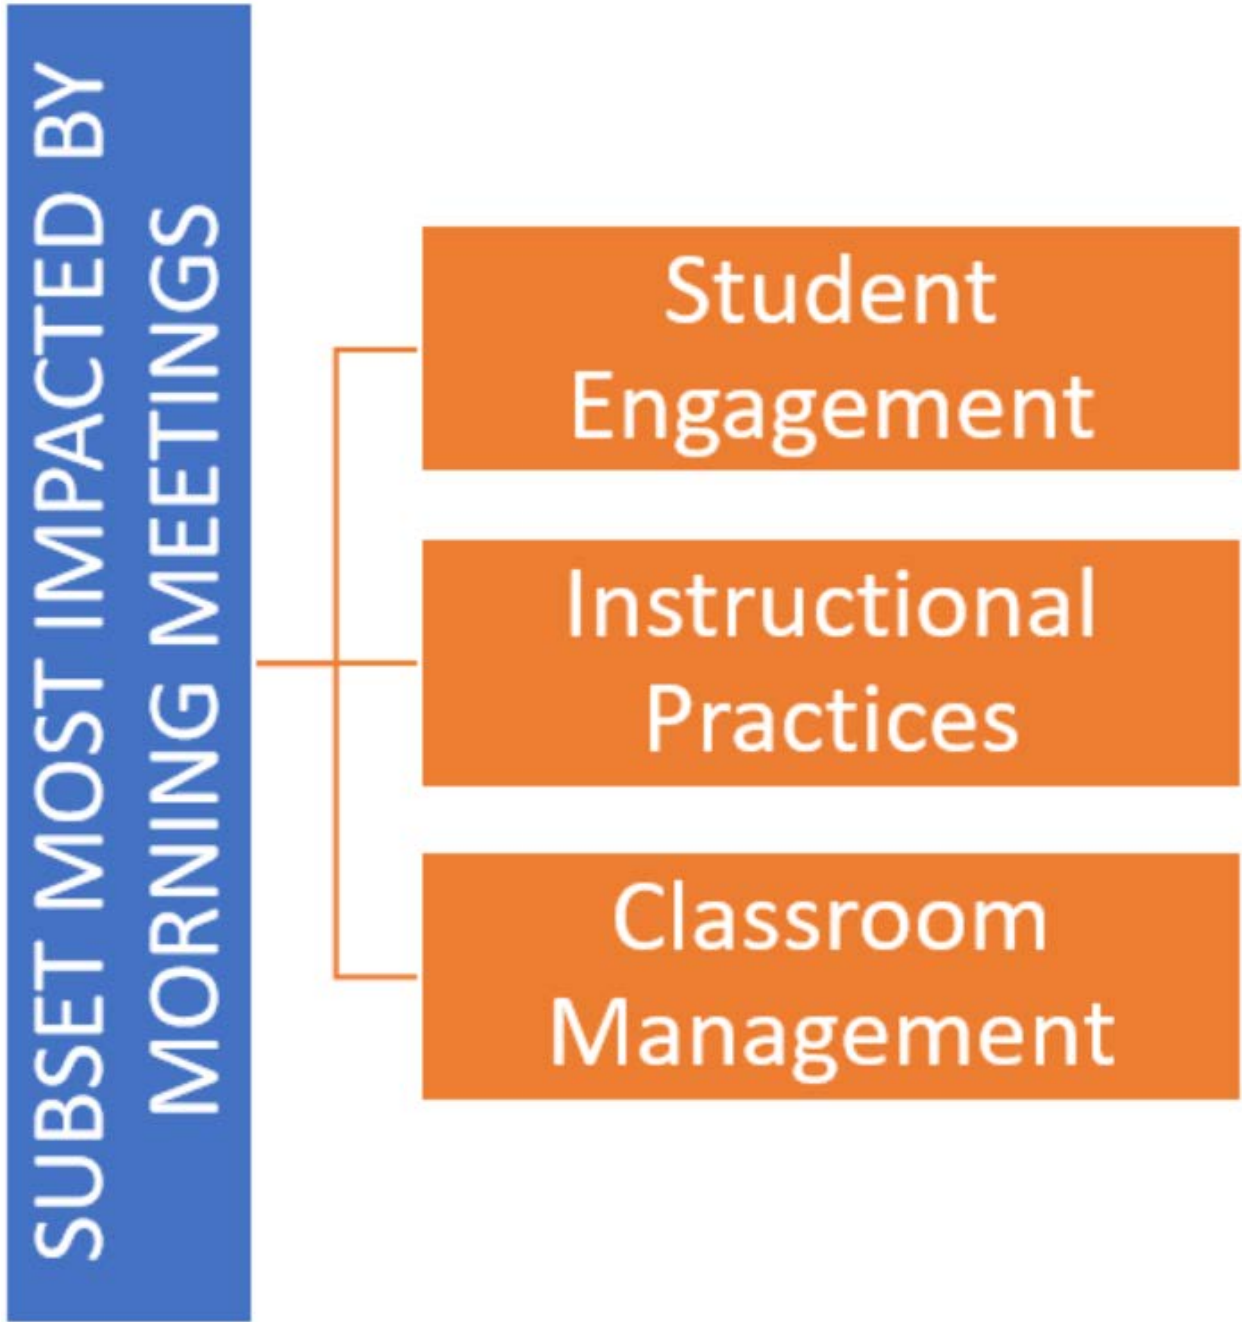 SUBSET MOST IMPACTED BY
MORNING MEETINGS
Student
Engagement
Instructional
Practices
Classroom
Management